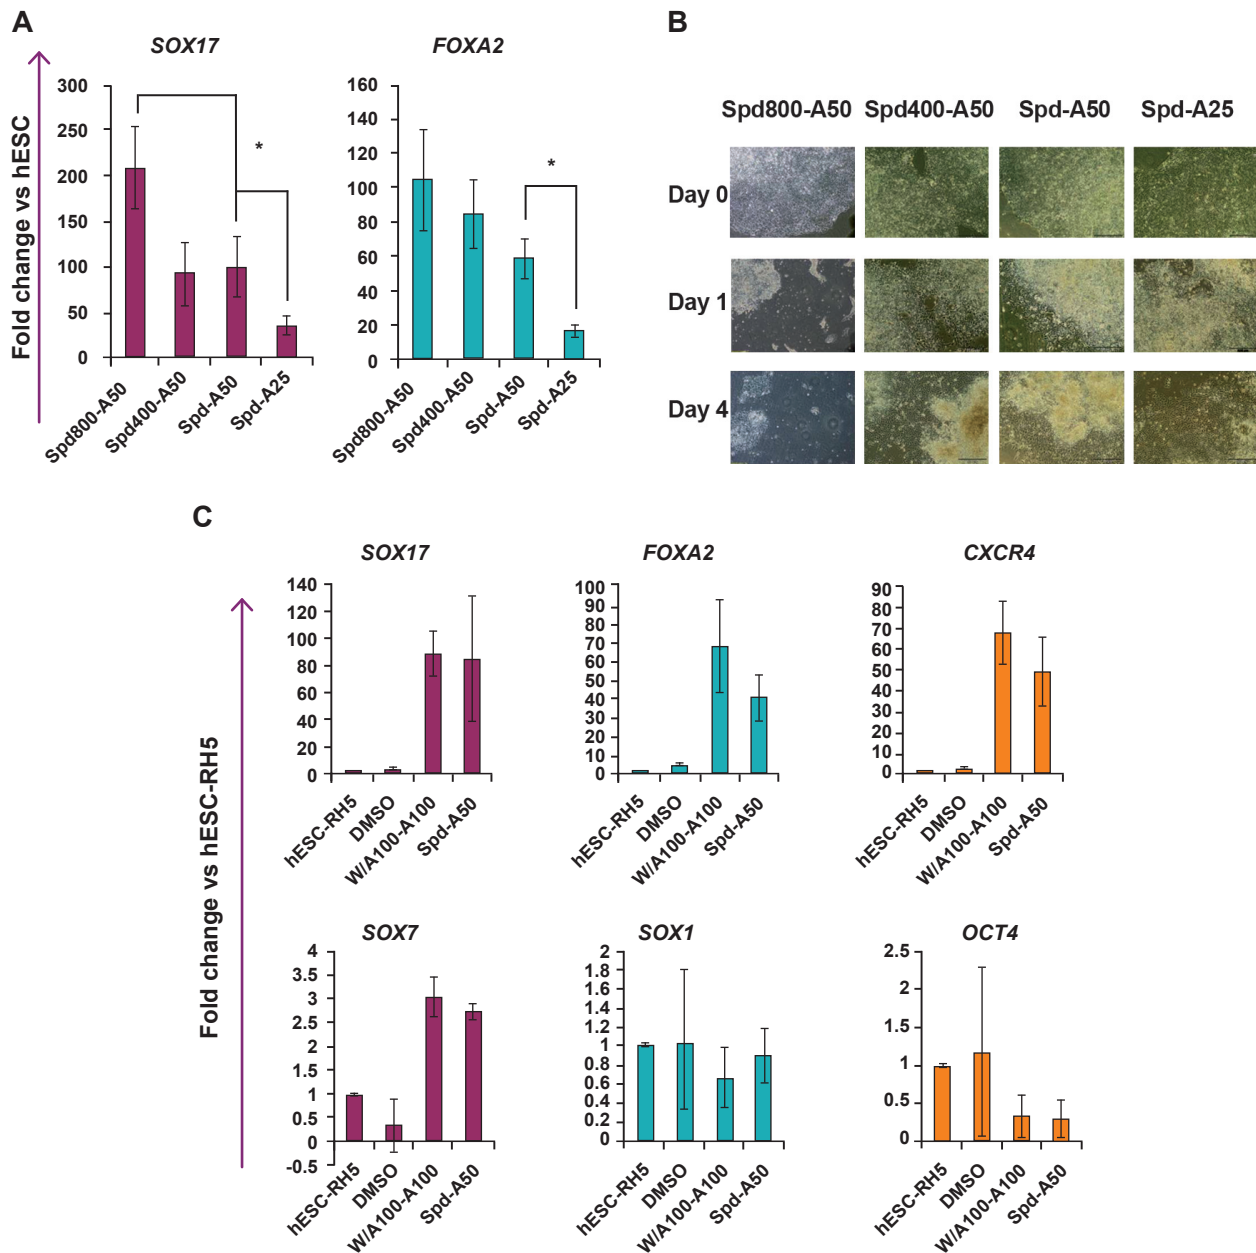 A
SOX17
FOXA2
Fold change vs hESC
300
250
200
150
100
50
0
*
Spd800-A50
Spd400-A50
Spd-A50
Spd-A25
160
140
120
100
80
60
40
20
0
*
Spd800-A50
Spd400-A50
Spd-A50
Spd-A25
B
Spd800-A50 Spd400-A50 Spd-A50 Spd-A25
Day 0
Day 1
Day 4
C
Fold change vs hESC-RH5
SOX17
140
120
100
80
60
40
20
0
hESC-RH5
DMSO
W/A100-A100
Spd-A50
FOXA2
100
90
80
70
60
50
40
30
20
10
0
hESC-RH5
DMSO
W/A100-A100
Spd-A50
CXCR4
90
80
70
60
50
40
30
20
10
0
hESC-RH5
DMSO
W/A100-A100
Spd-A50
SOX7
4
3.5
3
2.5
2
1.5
1
0.5
0
-0.5
hESC-RH5
DMSO
W/A100-A100
Spd-A50
SOX1
2
1.8
1.6
1.4
1.2
1
0.8
0.6
0.4
0.2
0
hESC-RH5
DMSO
W/A100-A100
Spd-A50
OCT4
2.5
2
1.5
1
0.5
0
hESC-RH5
DMSO
W/A100-A100
Spd-A50